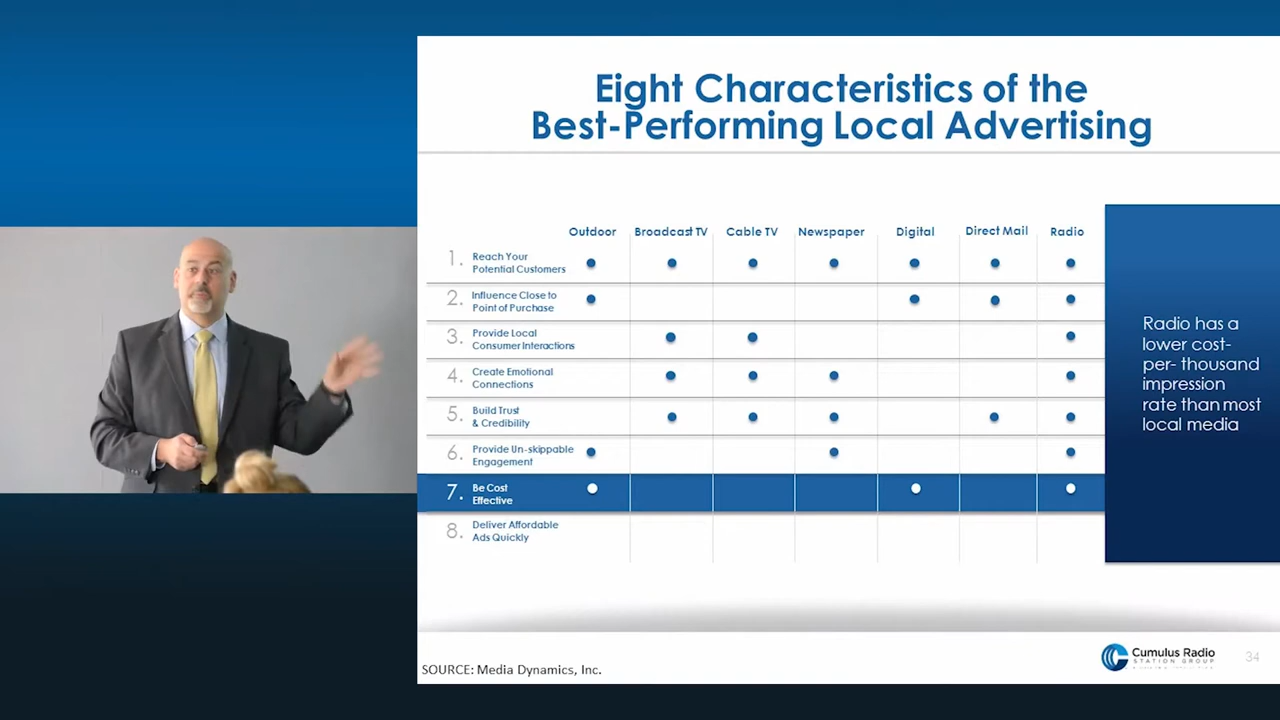 Eight Characteristics of the
Best-Performing Local Advertising
Outdoor Broadcast TV Cable TV Newspaper Digital Direct Mail Radio
1. Reach Your
Potential Customers
2. Influence Close to
Point of Purchase
3. Provide Local
Consumer Interactions
4. Create Emotional
Connections
5. Build Trust
& Credibility
6. Provide Un-skippable
Engagement
7. Be Cost
Effective
8. Deliver Affordable
Ads Quickly
Radio has a
lower cost-
per- thousand
impression
rate than most
local media
SOURCE: Media Dynamics, Inc.
Cumulus Radio
STATION GROUP
34